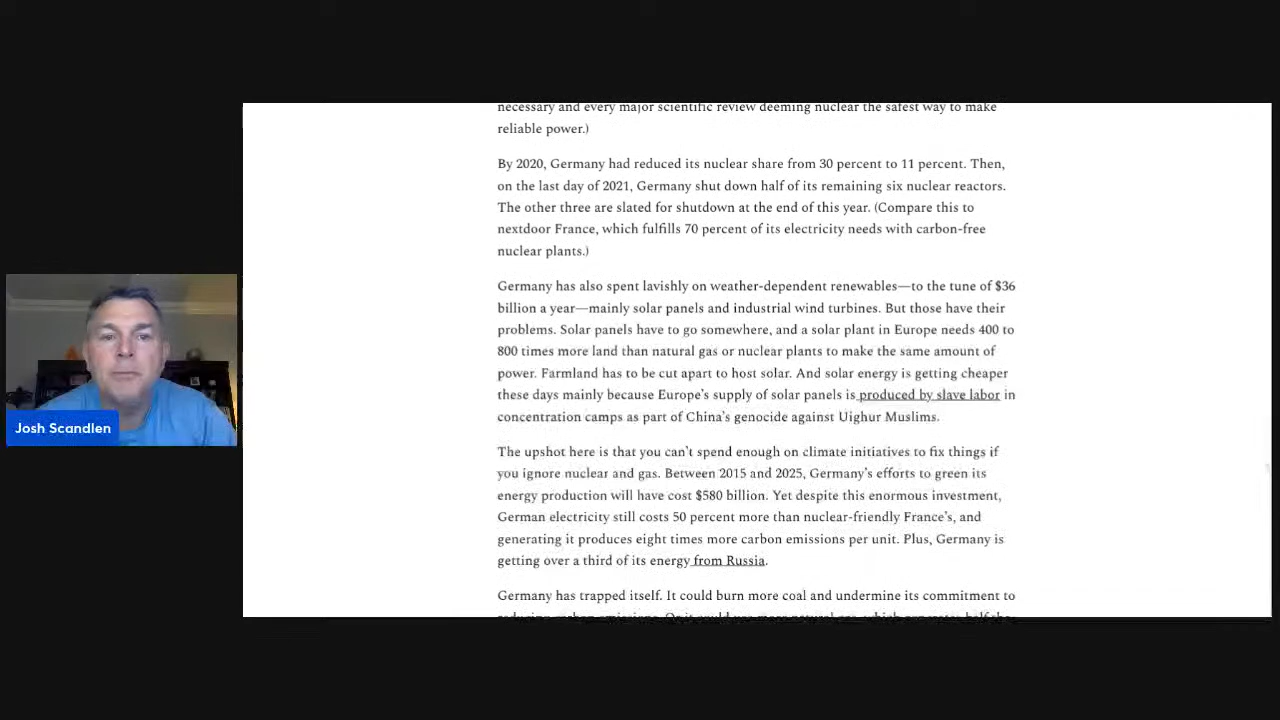 necessary and every major scientific review deeming nuclear the safest way to make
reliable power.)
By 2020, Germany had reduced its nuclear share from 30 percent to 11 percent. Then,
on the last day of 2021, Germany shut down half of its remaining six nuclear reactors.
The other three are slated for shutdown at the end of this year. (Compare this to
nextdoor France, which fulfills 70 percent of its electricity needs with carbon-free
nuclear plants.)
Germany has also spent lavishly on weather-dependent renewables—to the tune of $36
billion a year—mainly solar panels and industrial wind turbines. But those have their
problems. Solar panels have to go somewhere, and a solar plant in Europe needs 400 to
800 times more land than natural gas or nuclear plants to make the same amount of
power. Farmland has to be cut apart to host solar. And solar energy is getting cheaper
these days mainly because Europe's supply of solar panels is produced by slave labor in
concentration camps as part of China's genocide against Uighur Muslims.
The upshot here is that you can't spend enough on climate initiatives to fix things if
you ignore nuclear and gas. Between 2015 and 2025, Germany's efforts to green its
energy production will have cost $580 billion. Yet despite this enormous investment,
German electricity still costs 50 percent more than nuclear-friendly France's, and
generating it produces eight times more carbon emissions per unit. Plus, Germany is
getting over a third of its energy from Russia.
Germany has trapped itself. It could burn more coal and undermine its commitment to
reducing carbon emissions. Or it could use more natural gas, which generates half the
Josh Scandlen